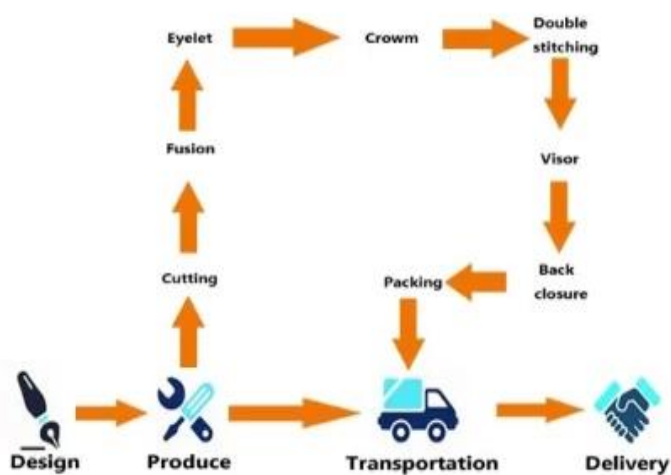 Eyelet
Crowm
Double
stitching
Fusion
Visor
Cutting
Packing
Back
closure
Design
Produce
Transportation
Delivery